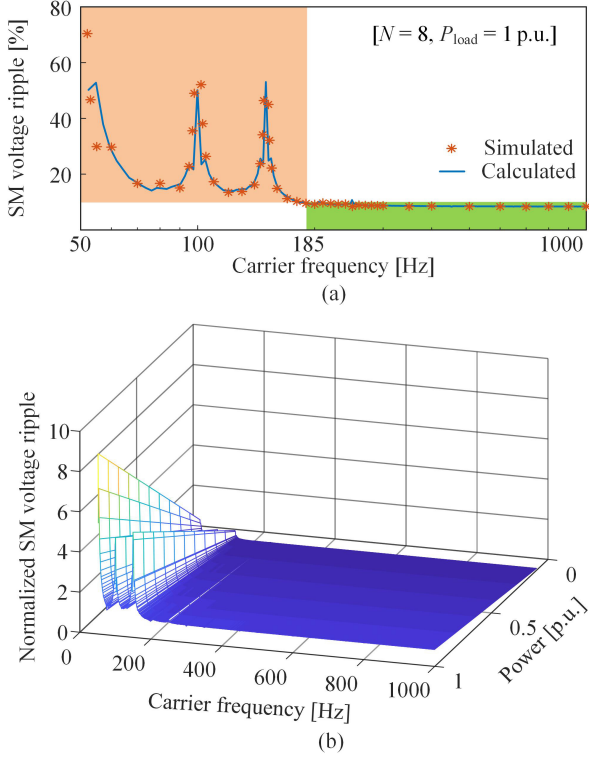 80
[N = 8, P_load = 1 p.u.]
60
SM voltage ripple [%]
40
Simulated
20
Calculated
50
100
185
1000
Carrier frequency [Hz]
(a)
10
8
6
4
2
0
Normalized SM voltage ripple
0
200
400
600
800
1000
Carrier frequency [Hz]
0
0.5
1
Power [p.u.]
(b)